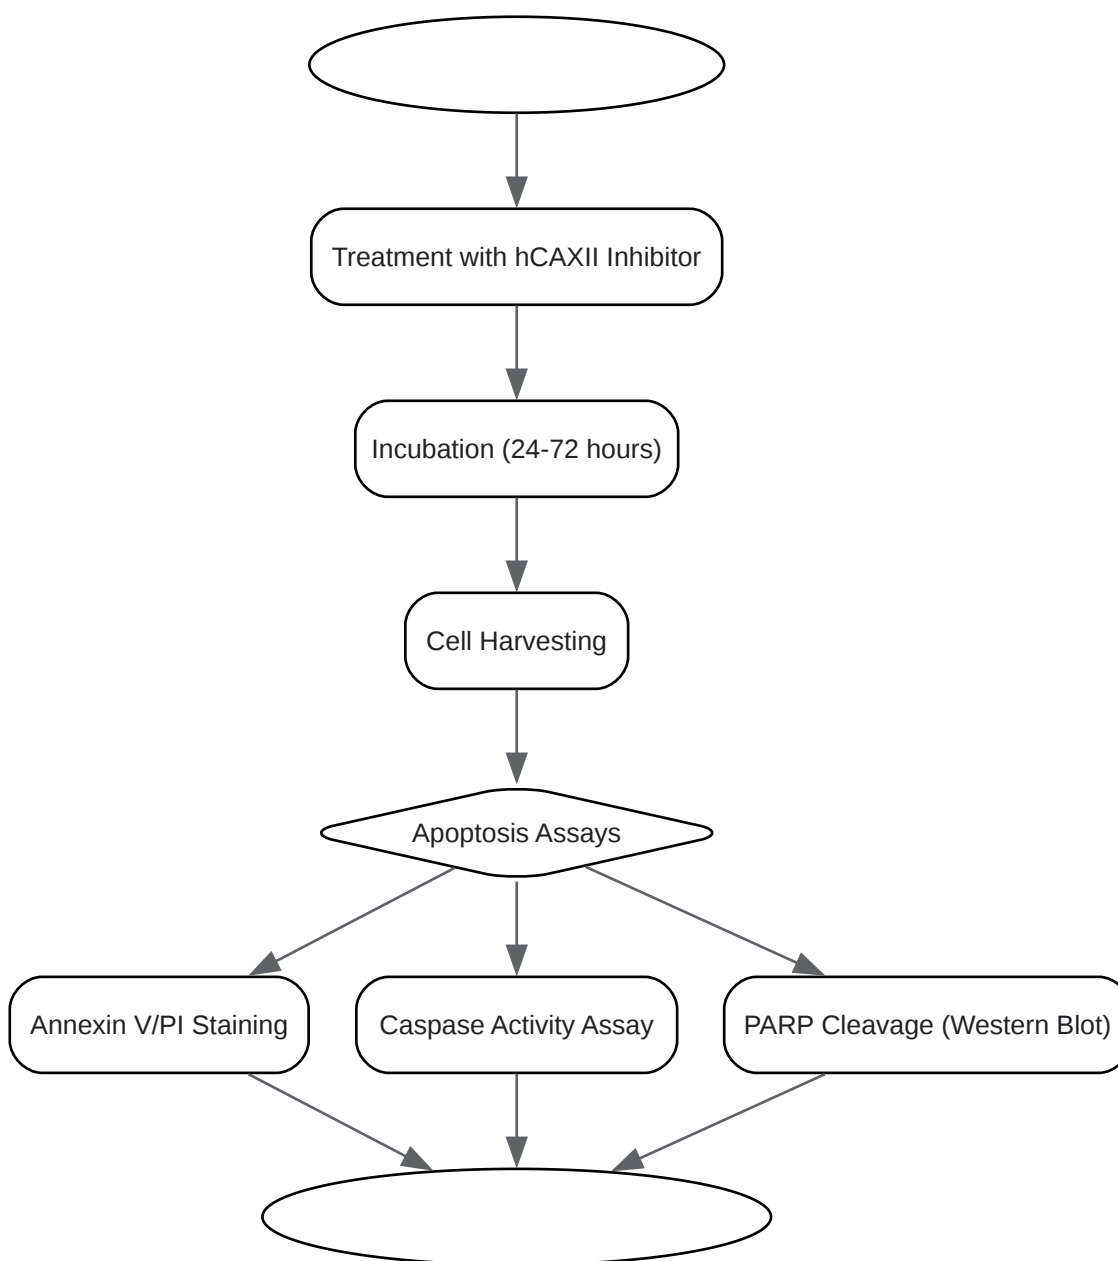 Treatment with hCAXII Inhibitor
Incubation (24-72 hours)
Cell Harvesting
Apoptosis Assays
Annexin V/PI Staining
Caspase Activity Assay
PARP Cleavage (Western Blot)